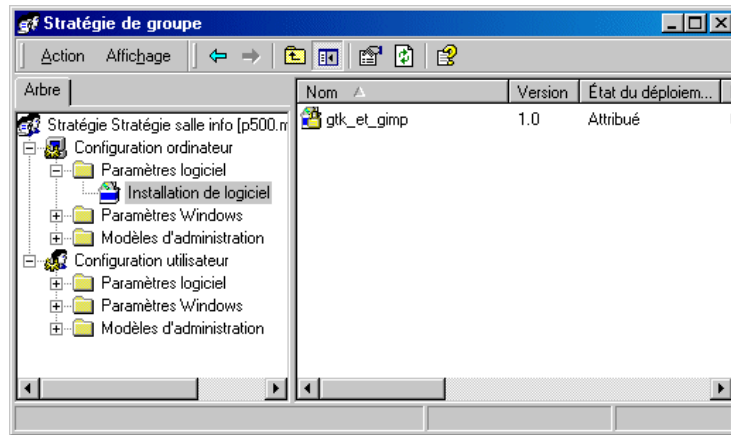 Stratégie de groupe
Action Affichage
Arbre
Nom Version État du déploiem...
Stratégie Stratégie salle info [p500.m
Configuration ordinateur
Paramètres logiciel
Installation de logiciel
Paramètres Windows
Modèles d'administration
Configuration utilisateur
Paramètres logiciel
Paramètres Windows
Modèles d'administration
gtk_et_gimp 1.0 Attribué